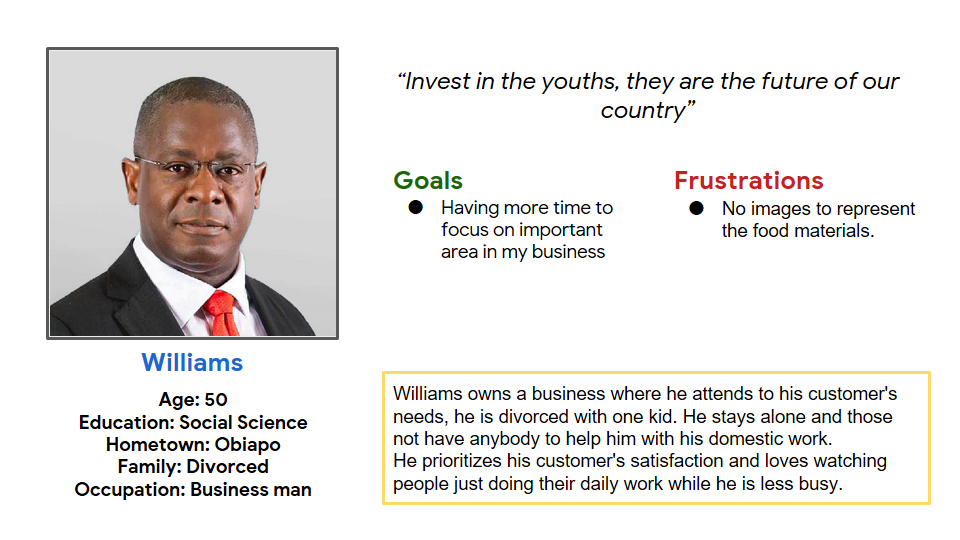 “Invest in the youths, they are the future of our
country”
Goals
● Having more time to
focus on important
area in my business
Frustrations
● No images to represent
the food materials.
Williams
Age: 50
Education: Social Science
Hometown: Obiapo
Family: Divorced
Occupation: Business man
Williams owns a business where he attends to his customer's
needs, he is divorced with one kid. He stays alone and those
not have anybody to help him with his domestic work.
He prioritizes his customer's satisfaction and loves watching
people just doing their daily work while he is less busy.